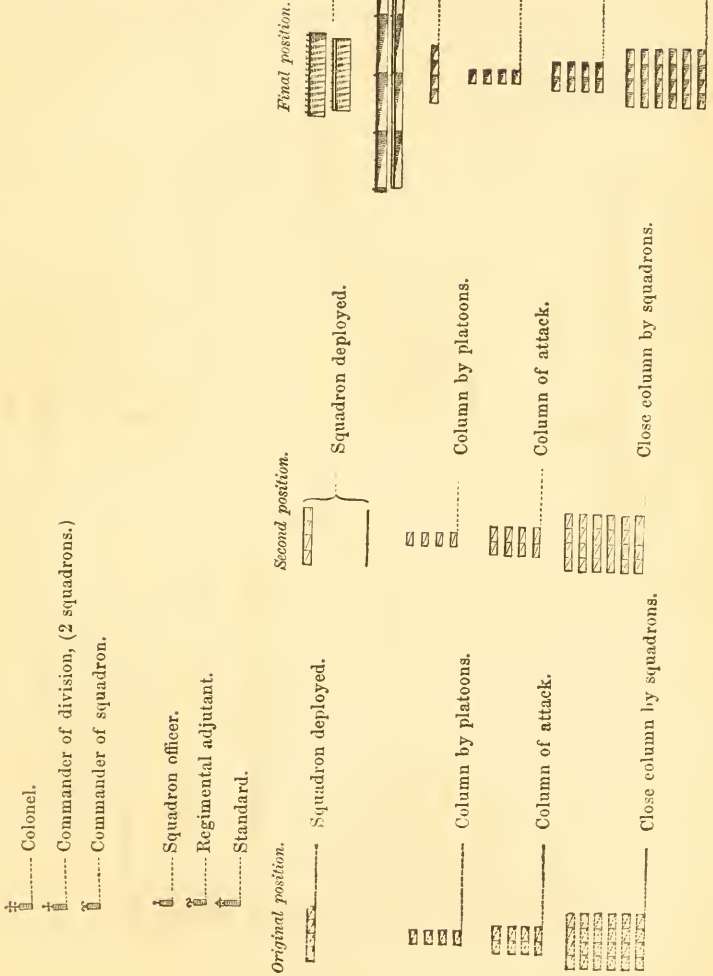 Colonel.
Commander of division, (2 squadrons.)
Commander of squadron.
Squadron officer.
Regimental adjutant.
Standard.
Original position.
Squadron deployed.
Column by platoons.
Column of attack.
Close column by squadrons.
Second position.
Squadron deployed.
Column by platoons.
Column of attack.
Close column by squadrons.
Final position.